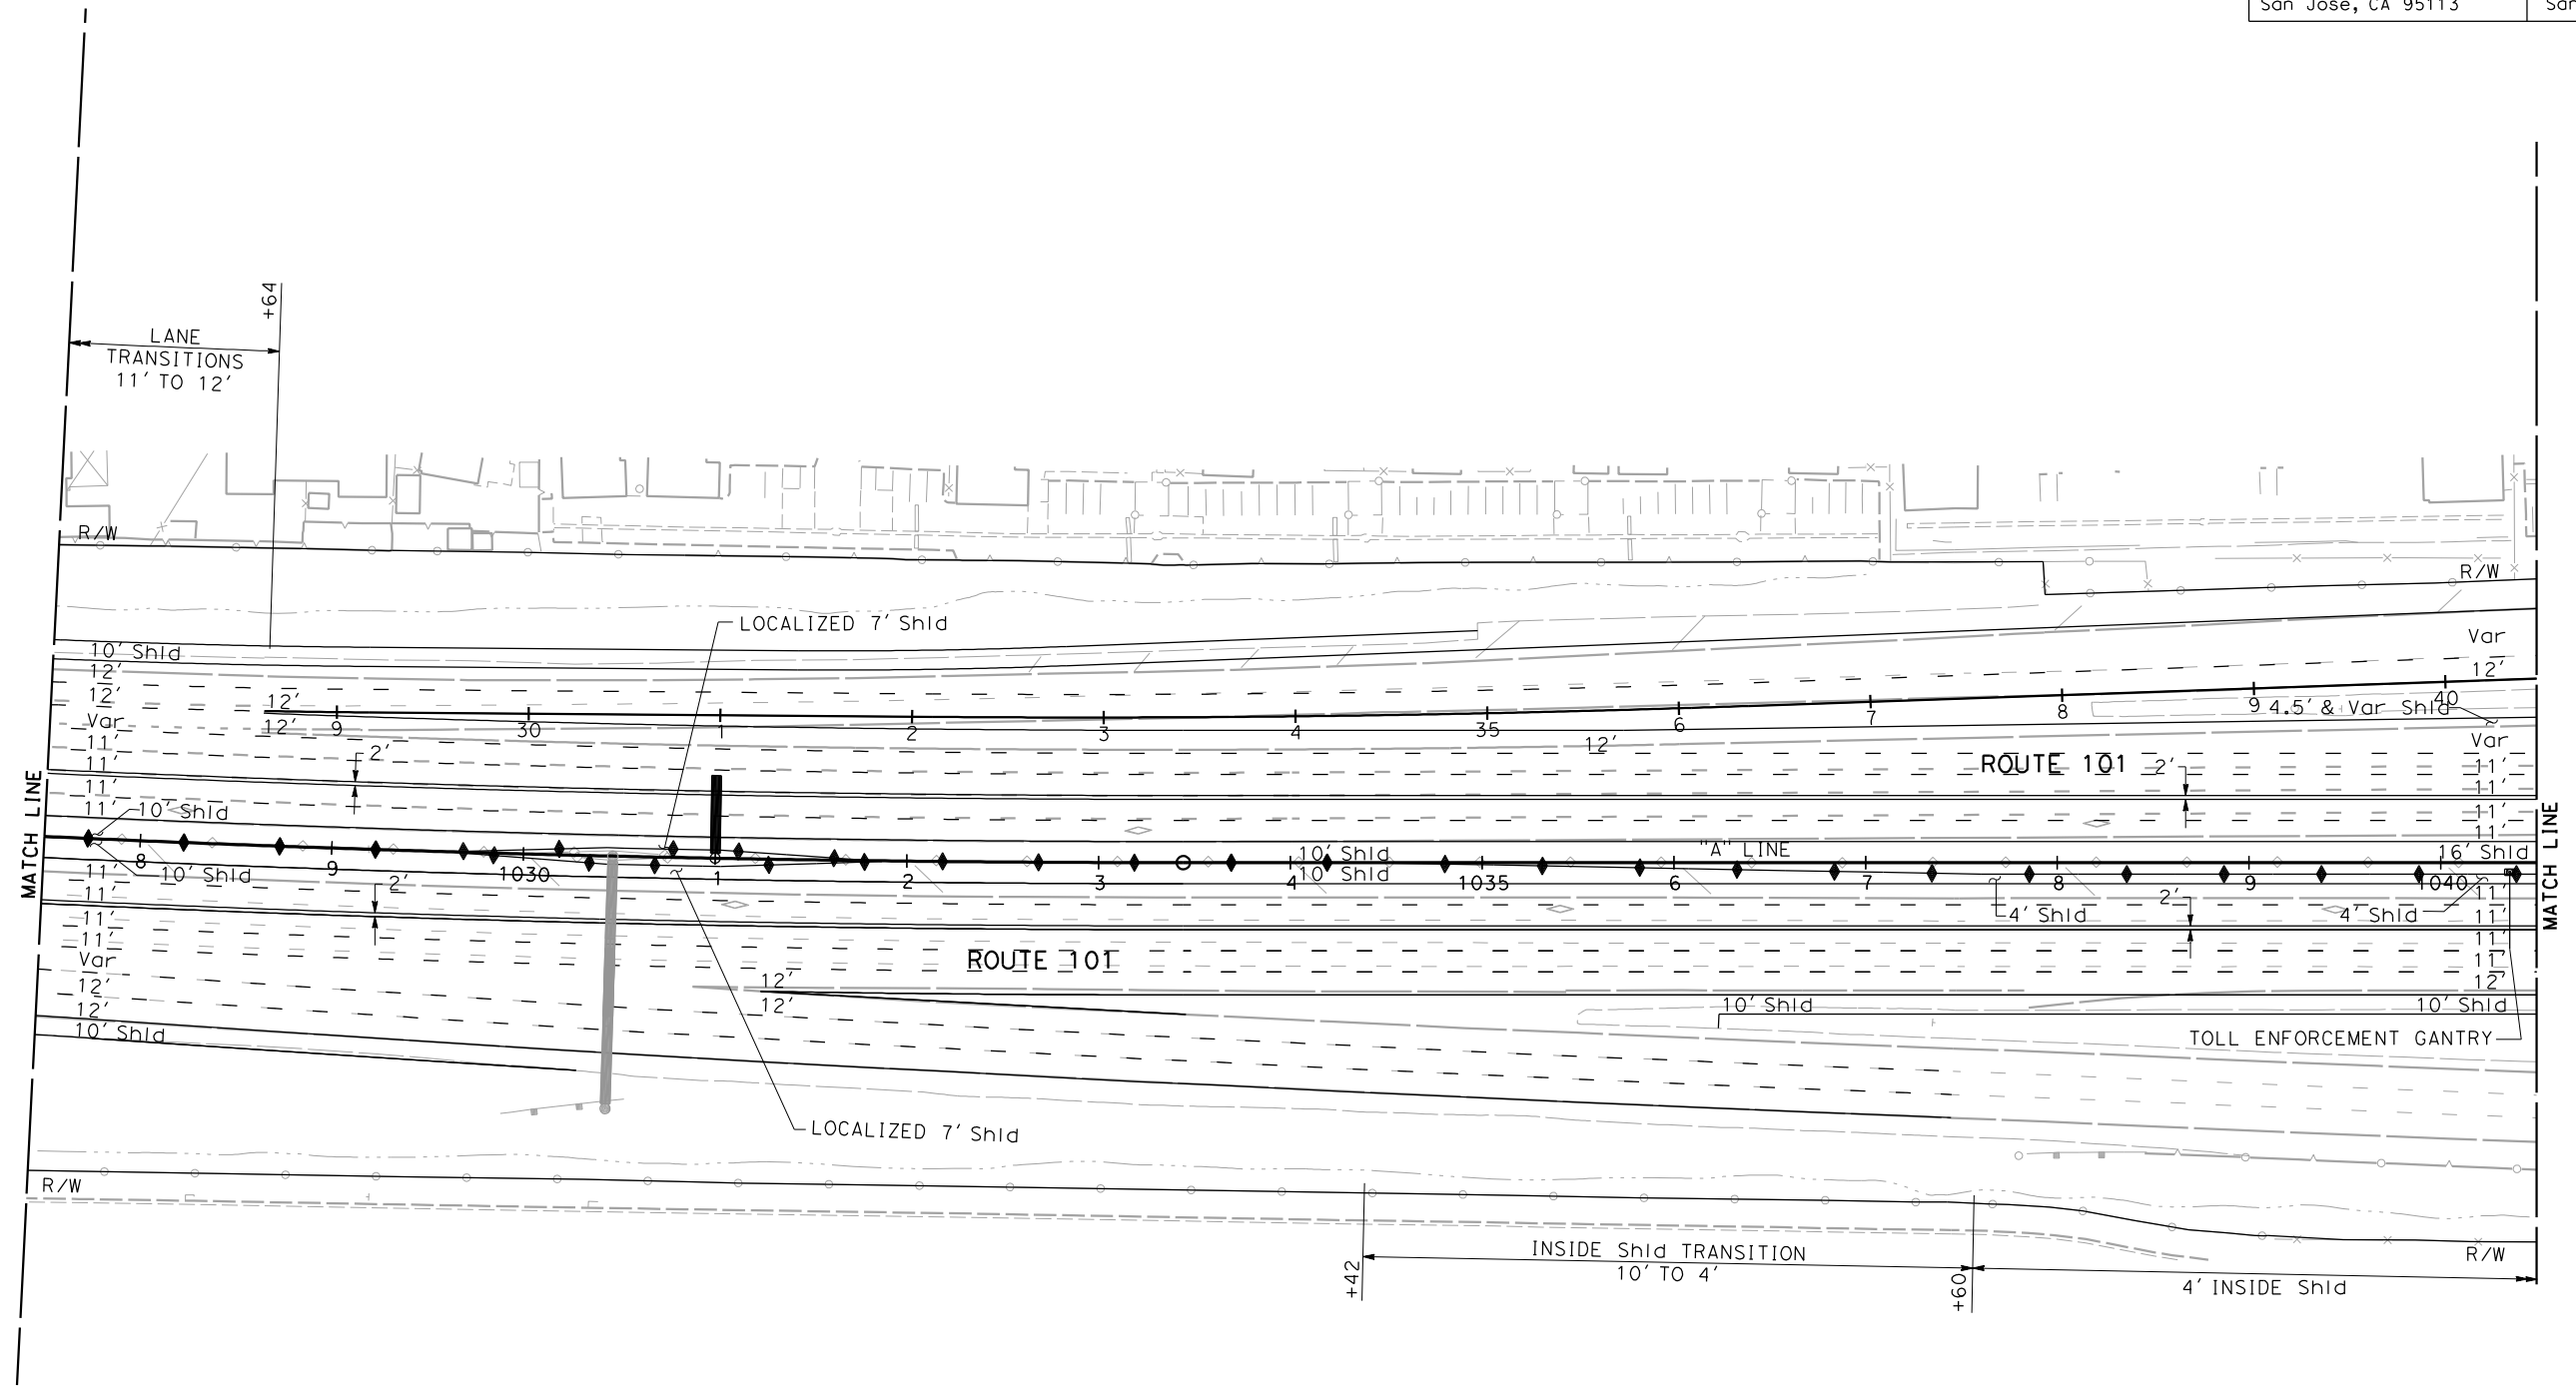 San Jose, CA 95113
San
+64
LANE
TRANSITIONS
11' TO 12'
R/W
R/W
LOCALIZED 7' Shld
10' Shld
12'
12'
Var
11'
11'
11'
11'
12'
12'
9
30
1
2
3
4
35
6
7
8
9
40
12'
Var
12'
4.5' & Var Shld
Var
11'
11'
11'
11'
ROUTE 101
2'
2'
MATCH LINE
10' Shld
10' Shld
8
9
1030
1
2
3
4
1035
6
7
8
9
1040
10' Shld
10' Shld
"A" LINE
16' Shld
MATCH LINE
11'
11'
11'
11'
Var
12'
12'
10' Shld
2'
2'
4' Shld
4' Shld
11'
11'
11'
11'
12'
ROUTE 101
12'
12'
10' Shld
10' Shld
TOLL ENFORCEMENT GANTRY
LOCALIZED 7' Shld
R/W
R/W
+42
INSIDE Shld TRANSITION
10' TO 4'
+60
4' INSIDE Shld